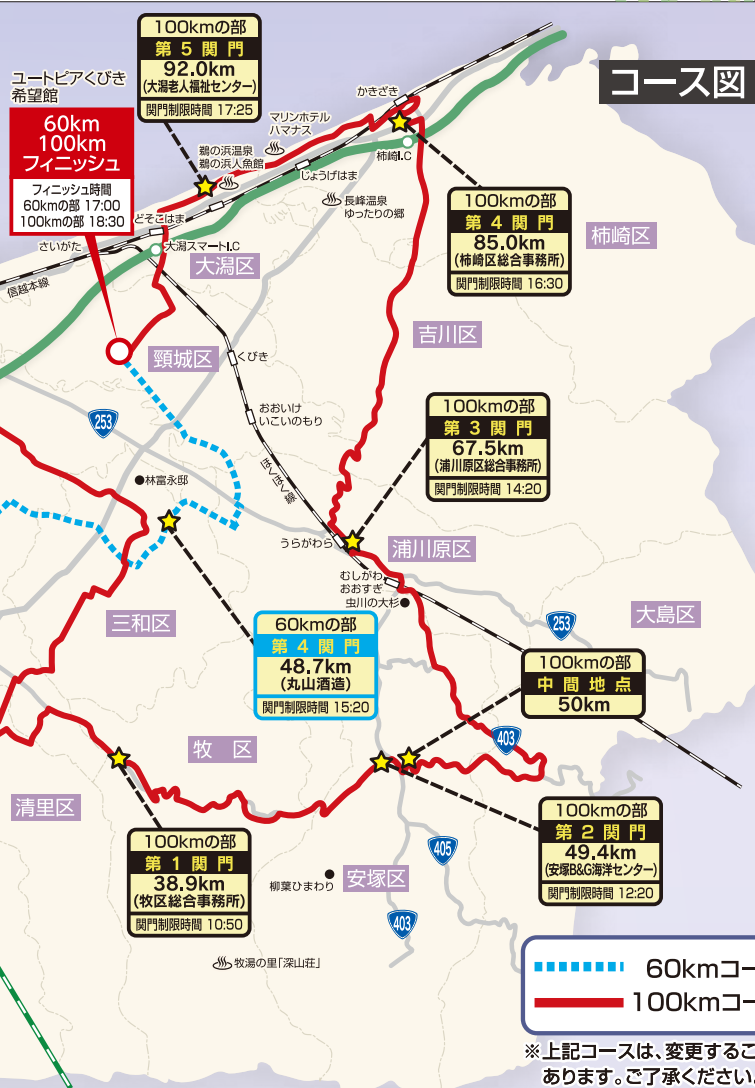 コース図
100kmの部
第5関門
92.0km
(大潟老人福祉センター)
関門制限時間 17:25
ユートピアくびき
希望館
60km
100km
フィニッシュ
フィニッシュ時間
60kmの部 17:00
100kmの部 18:30
かきざき
マリンホテル
ハマナス
鵜の浜温泉
鵜の浜人魚館
柿崎I.C
じょうげはま
長峰温泉
ゆったりの郷
どそこはま
さいがた
大潟スマートI.C
信越本線
大潟区
100kmの部
第4関門
85.0km
(柿崎区総合事務所)
関門制限時間 16:30
柿崎区
吉川区
頸城区
くびき
253
おおいけ
いこいのもり
ほくほく線
100kmの部
第3関門
67.5km
(浦川原区総合事務所)
関門制限時間 14:20
林富永邸
うらがわら
浦川原区
むしがわ
おおすぎ
虫川の大杉
大島区
253
三和区
60kmの部
第4関門
48.7km
(丸山酒造)
関門制限時間 15:20
100kmの部
中間地点
50km
403
牧区
清里区
100kmの部
第1関門
38.9km
(牧区総合事務所)
関門制限時間 10:50
100kmの部
第2関門
49.4km
(安塚B&G海洋センター)
関門制限時間 12:20
405
柳葉ひまわり
安塚区
403
牧湯の里「深山荘」
60kmコー
100kmコー
※上記コースは、変更するこ
あります。ご了承ください。